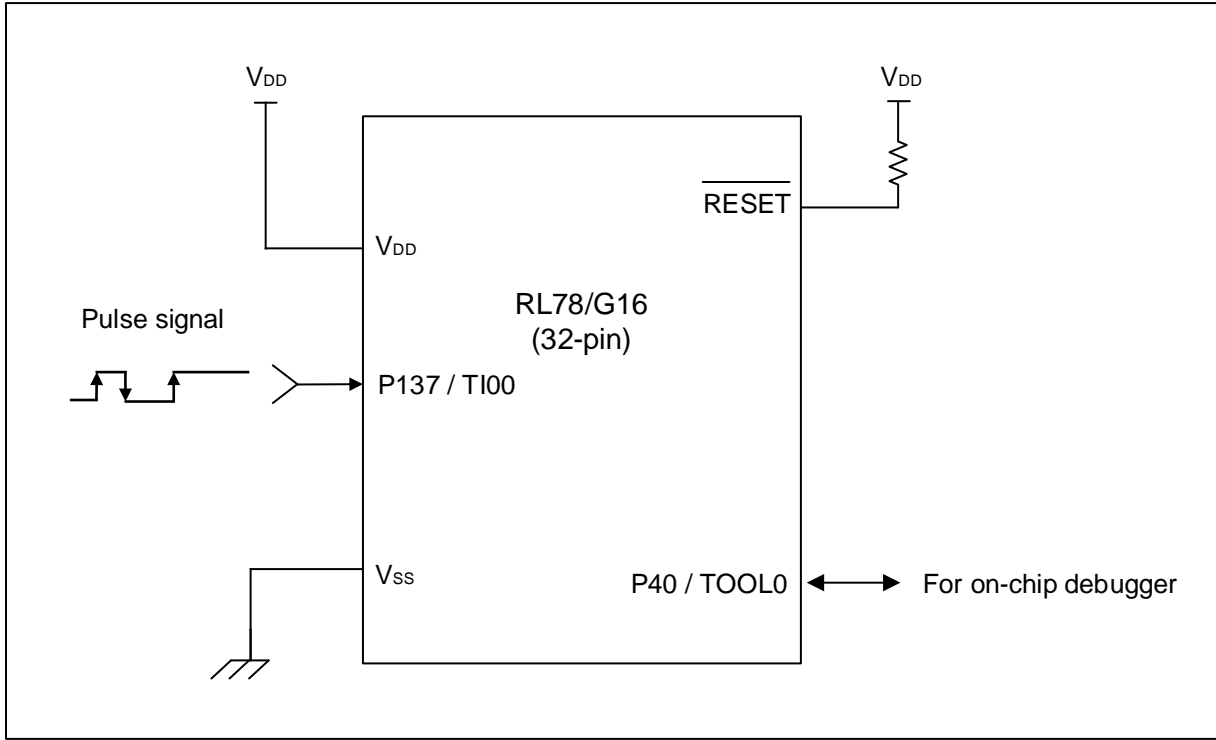 VDD
VDD
RESET
VDD
RL78/G16
(32-pin)
Pulse signal
P137 / TI00
VSS
P40 / TOOL0
For on-chip debugger